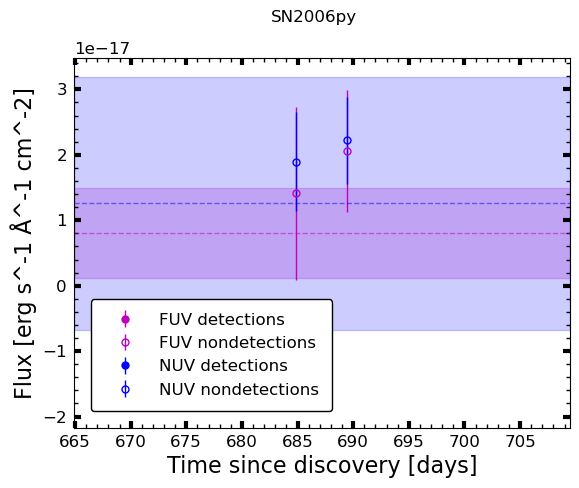 SN2006py
1e−17
3
2
1
0
−1
−2
Flux [erg s^-1 Å^-1 cm^-2]
FUV detections
FUV nondetections
NUV detections
NUV nondetections
665 670 675 680 685 690 695 700 705
Time since discovery [days]